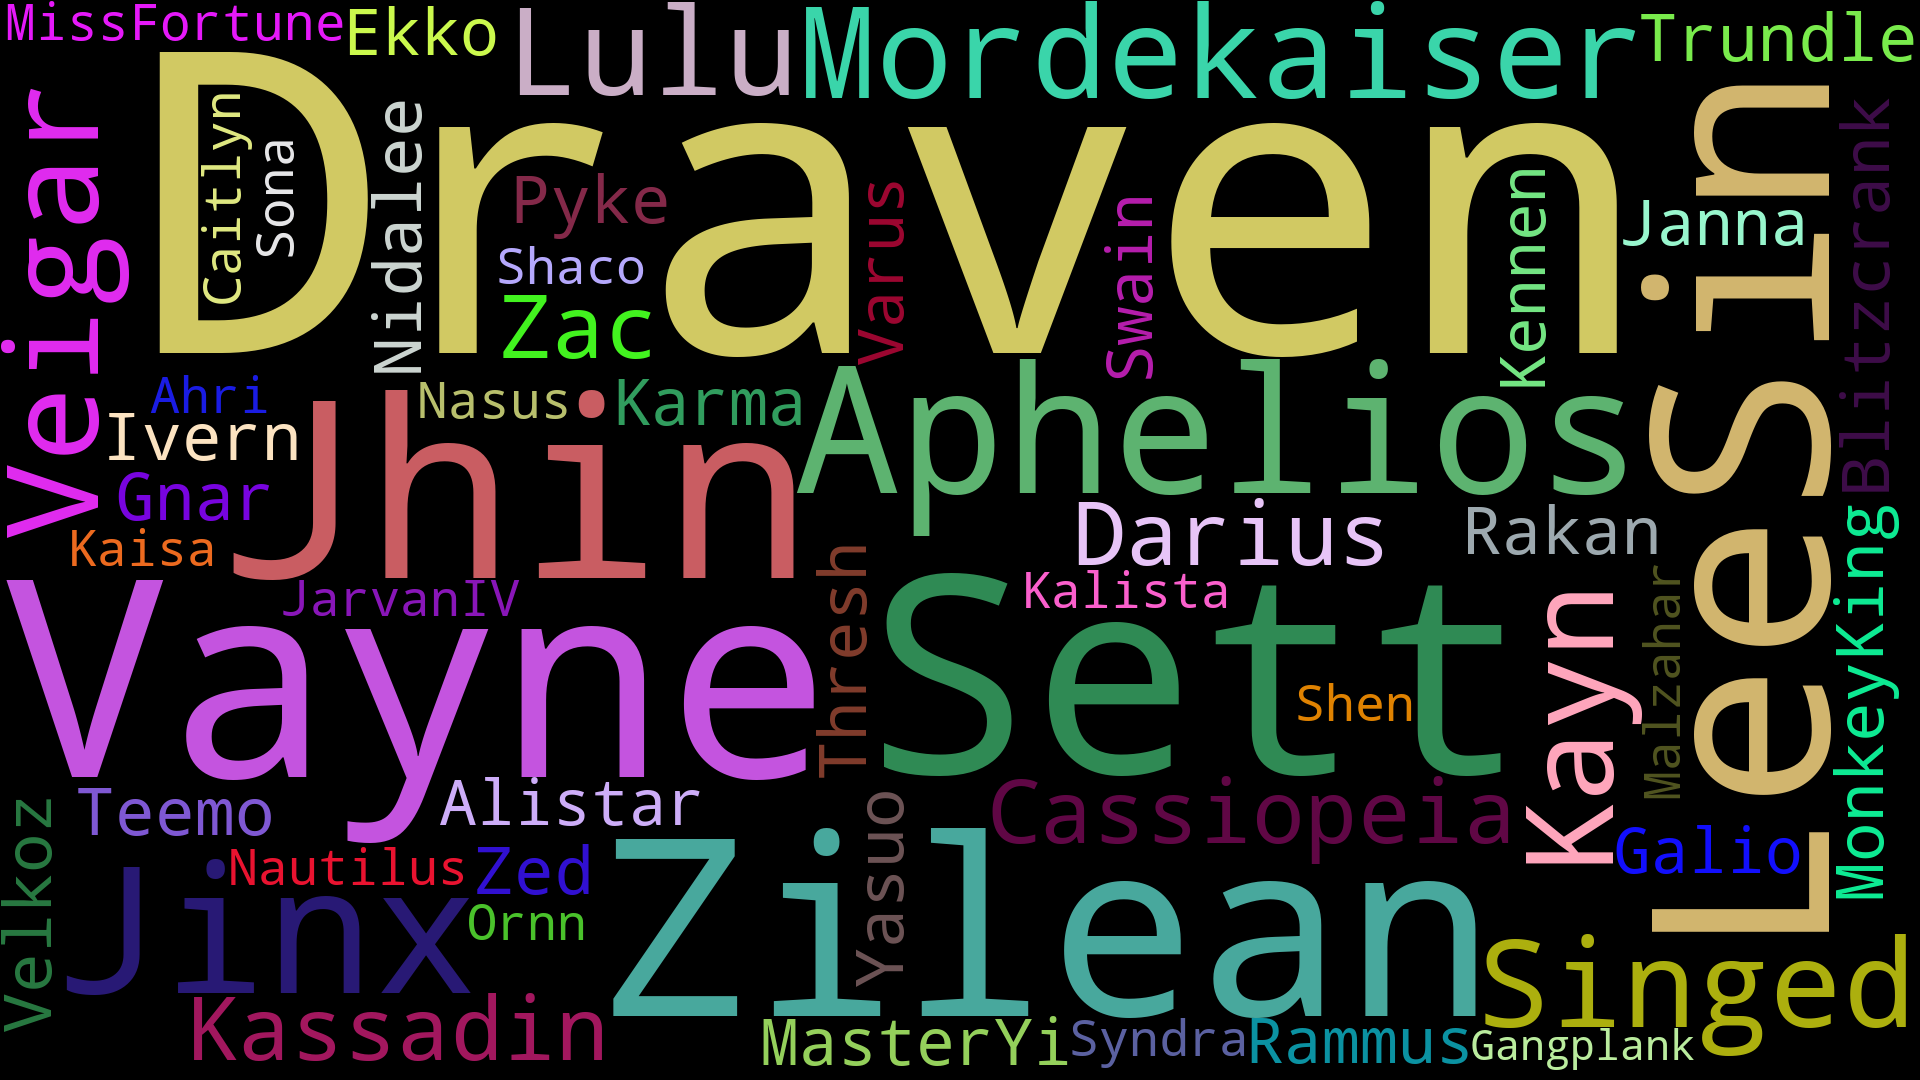 MissFortune
Ekko
Lulu
Mordekaiser
Trundle
Draven
Veigar
Caitlyn
Sona
Nidalee
Pyke
Shaco
Zac
Varus
Swain
Kennen
Janna
LeeSin
Blitzcrank
Ahri
Ivern
Gnar
Kaisa
Jhin
Nasus
Karma
Aphelios
Darius
Rakan
Vayne
JarvanIV
Thresh
Sett
Kalista
Shen
Kayn
Malzahar
MonkeyKing
Velkoz
Teemo
Alistar
Cassiopeia
Galio
Jinx
Nautilus
Zed
Ornn
Zilean
Yasuo
Singed
Kassadin
MasterYi
Syndra
Rammus
Gangplank